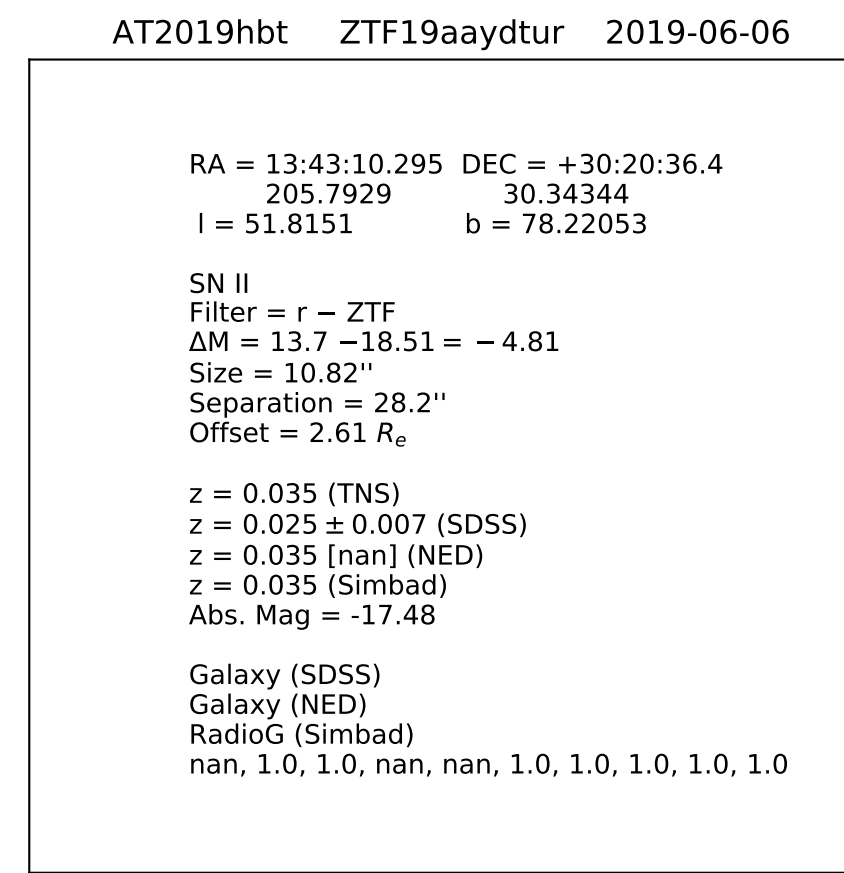 AT2019hbt ZTF19aaydtur 2019-06-06
RA = 13:43:10.295 DEC = +30:20:36.4
205.7929 30.34344
l = 51.8151 b = 78.22053
SN II
Filter = r − ZTF
ΔM = 13.7 −18.51 = − 4.81
Size = 10.82''
Separation = 28.2''
Offset = 2.61 Re
z = 0.035 (TNS)
z = 0.025 ± 0.007 (SDSS)
z = 0.035 [nan] (NED)
z = 0.035 (Simbad)
Abs. Mag = -17.48
Galaxy (SDSS)
Galaxy (NED)
RadioG (Simbad)
nan, 1.0, 1.0, nan, nan, 1.0, 1.0, 1.0, 1.0, 1.0